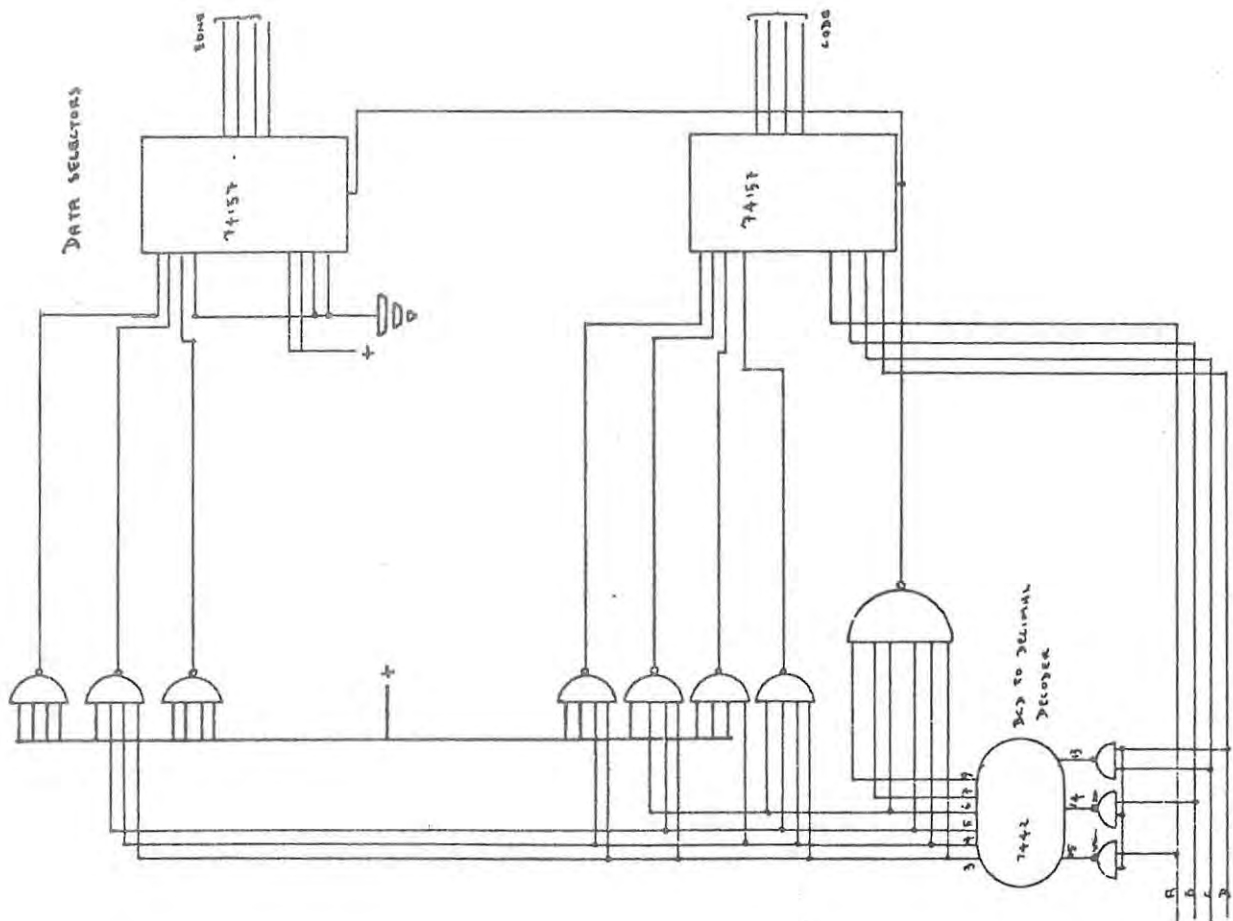 DATA SELECTORS
ZONE
CODE
74157
74157
+
+
BCD TO DECIMAL
DECODER
3 4 5 6 7 9
7442
15 14 13
A
B
C
D